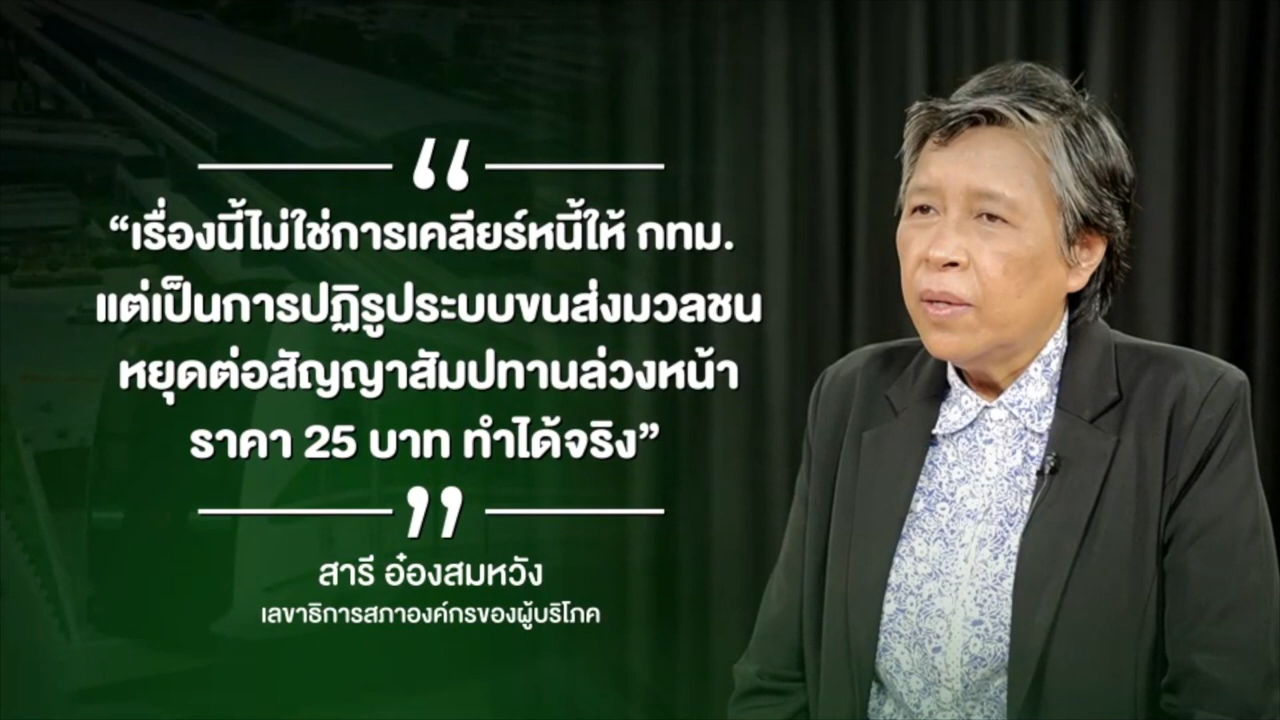 “
“เรื่องนี้ไม่ใช่การเคลียร์หนี้ให้ กทม.
แต่เป็นการปฏิรูประบบขนส่งมวลชน
หยุดต่อสัญญาสัมปทานล่วงหน้า
ราคา 25 บาท ทำได้จริง”
”
สารี อ๋องสมหวัง
เลขาธิการสภาองค์กรของผู้บริโภค